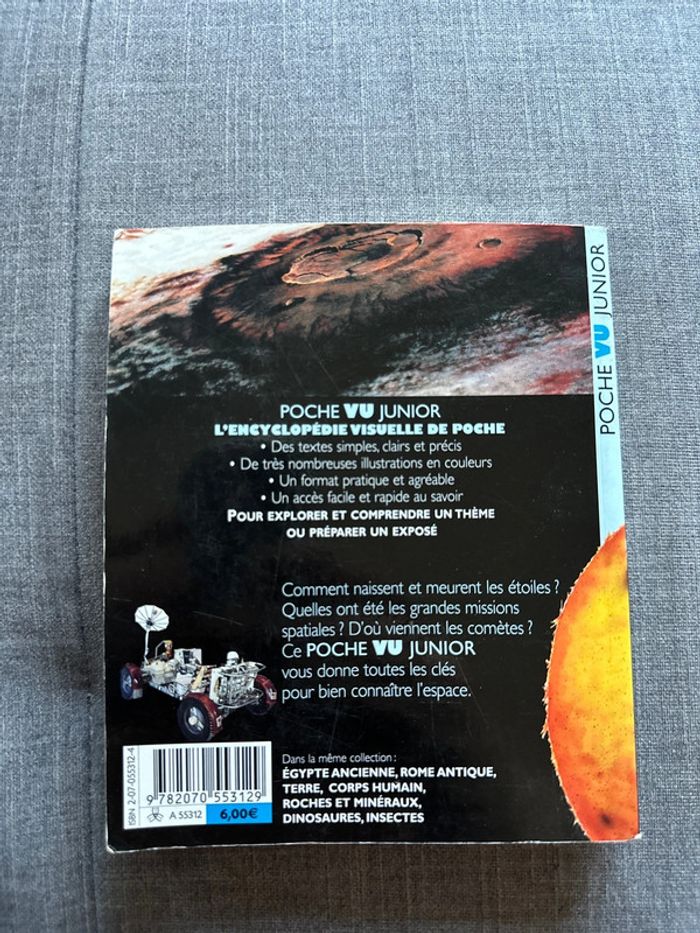 POCHE VU JUNIOR
POCHE VU JUNIOR
L'ENCYCLOPÉDIE VISUELLE DE POCHE
• Des textes simples, clairs et précis
• De très nombreuses illustrations en couleurs
• Un format pratique et agréable
• Un accès facile et rapide au savoir
POUR EXPLORER ET COMPRENDRE UN THÈME
OU PRÉPARER UN EXPOSÉ
Comment naissent et meurent les étoiles ?
Quelles ont été les grandes missions
spatiales ? D'où viennent les comètes ?
Ce POCHE VU JUNIOR
vous donne toutes les clés
pour bien connaître l'espace.
ISBN 2-07-055312-4
9 782070 553129
A 55312
6,00€
Dans la même collection :
ÉGYPTE ANCIENNE, ROME ANTIQUE,
TERRE, CORPS HUMAIN,
ROCHES ET MINÉRAUX,
DINOSAURES, INSECTES